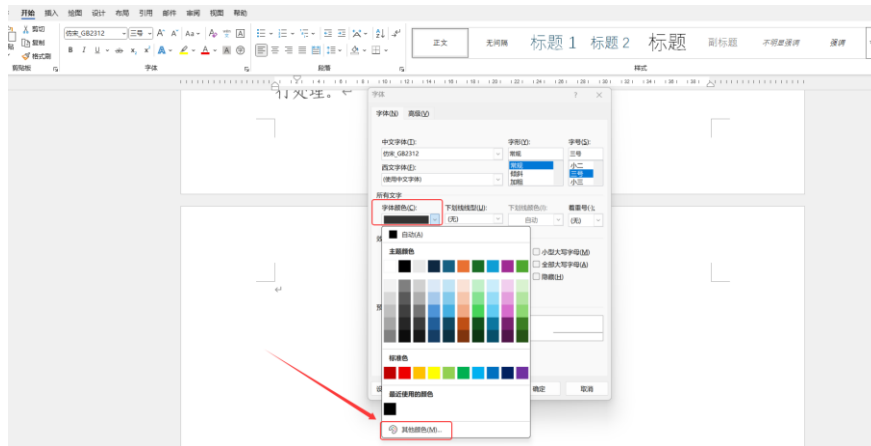 开始 插入 绘图 设计 布局 引用 邮件 审阅 视图 帮助
剪切
复制
格式刷
仿宋_GB2312 三号
正文 无间隔 标题 1 标题 2 标题 副标题 不明显强调 强调
剪贴板 字体 段落 样式
行处理。
字体 ? ×
字体(N) 高级(V)
中文字体(T): 字形(Y): 字号(S):
仿宋_GB2312 常规 三号
西文字体(F): 常规 小二
(使用中文字体) 倾斜 三号
加粗 小三
所有文字
字体颜色(C): 下划线线型(U): 下划线颜色(I): 着重号(·):
(无) 自动 (无)
自动(A)
主题颜色
小型大写字母(M)
全部大写字母(A)
隐藏(H)
标准色
最近使用的颜色
其他颜色(M)...
确定 取消